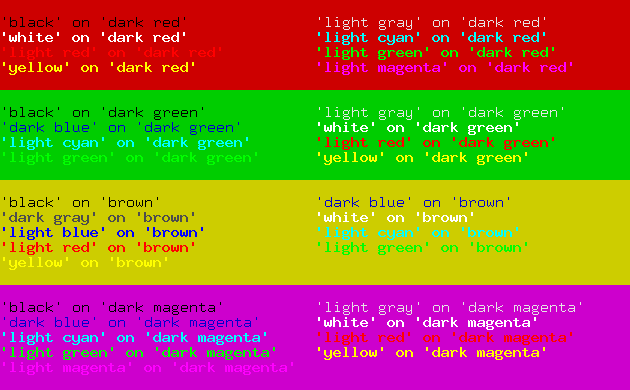 'black' on 'dark red'
'white' on 'dark red'
'light red' on 'dark red'
'yellow' on 'dark red'
'light gray' on 'dark red'
'light cyan' on 'dark red'
'light green' on 'dark red'
'light magenta' on 'dark red'
'black' on 'dark green'
'dark blue' on 'dark green'
'light cyan' on 'dark green'
'light green' on 'dark green'
'light gray' on 'dark green'
'white' on 'dark green'
'light red' on 'dark green'
'yellow' on 'dark green'
'black' on 'brown'
'dark gray' on 'brown'
'light blue' on 'brown'
'light red' on 'brown'
'yellow' on 'brown'
'dark blue' on 'brown'
'white' on 'brown'
'light cyan' on 'brown'
'light green' on 'brown'
'black' on 'dark magenta'
'dark blue' on 'dark magenta'
'light cyan' on 'dark magenta'
'light green' on 'dark magenta'
'light magenta' on 'dark magenta'
'light gray' on 'dark magenta'
'white' on 'dark magenta'
'light red' on 'dark magenta'
'yellow' on 'dark magenta'